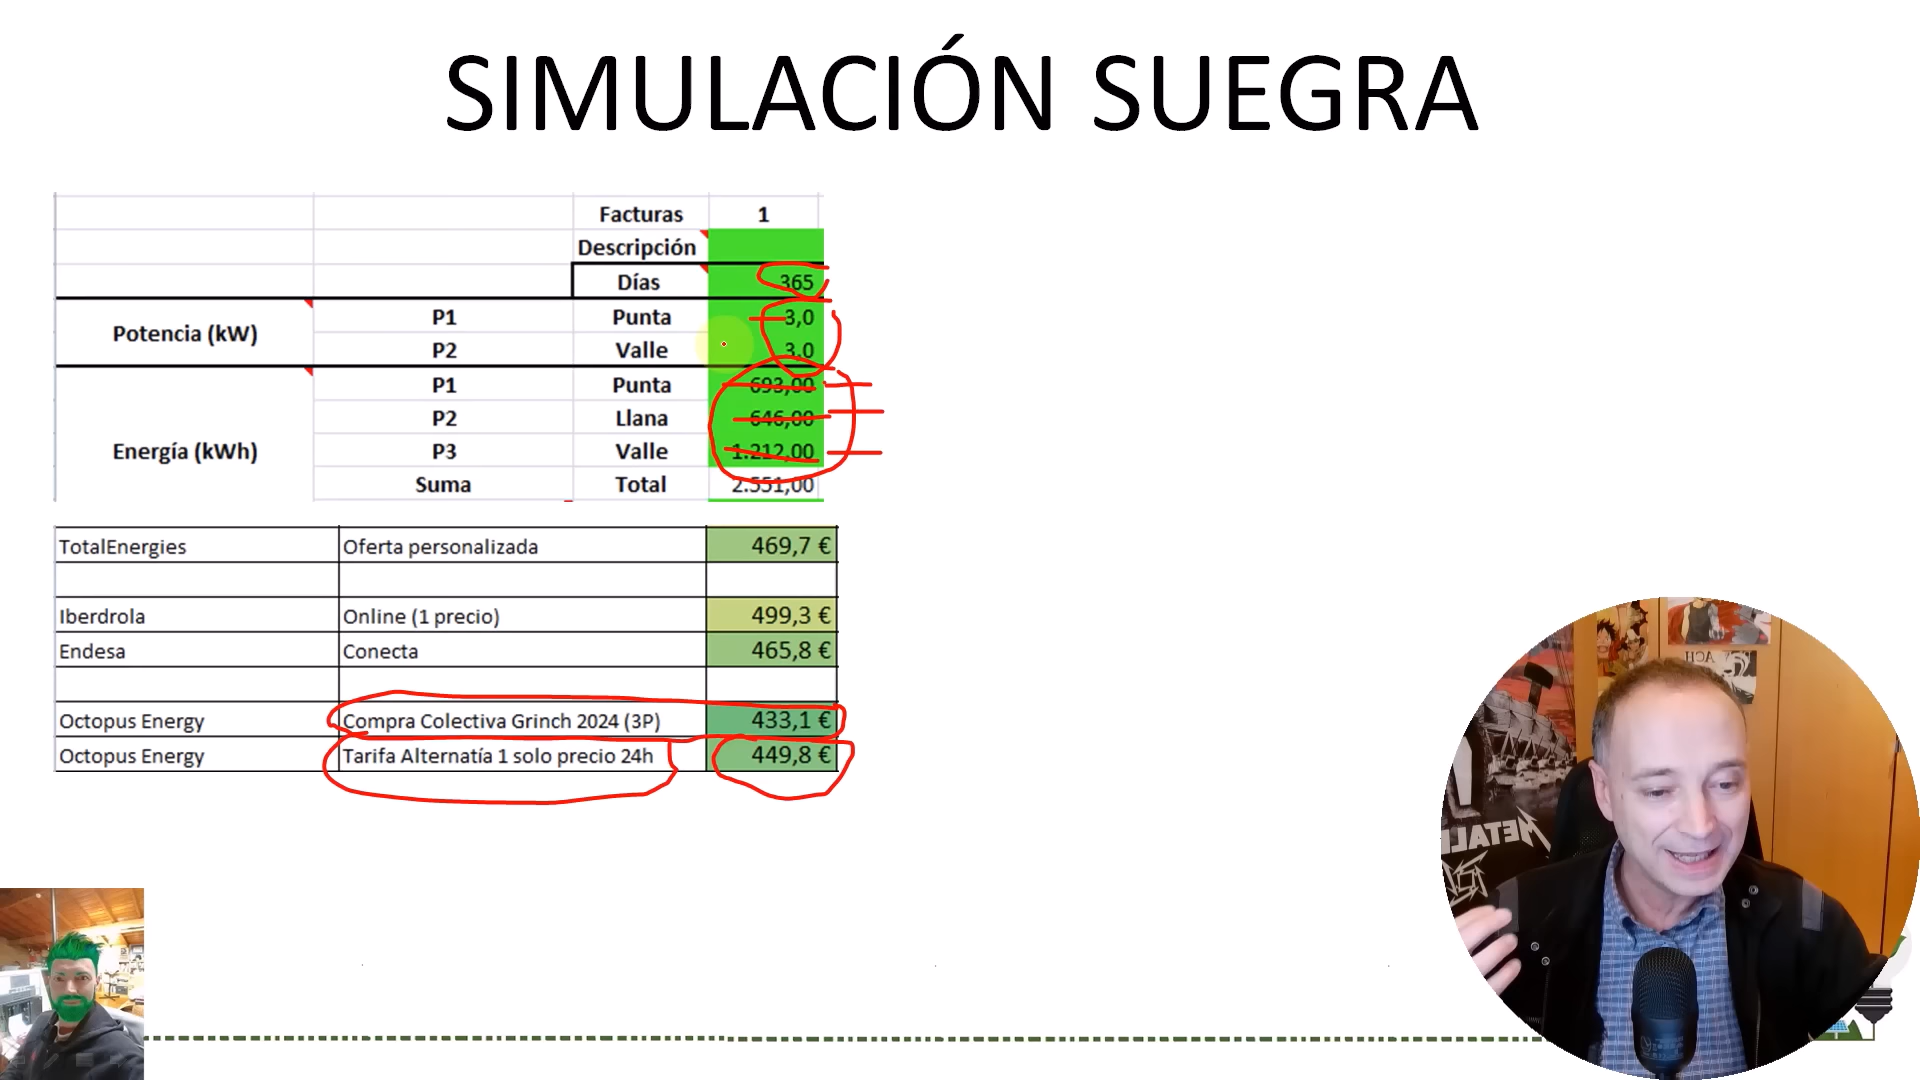 SIMULACIÓN SUEGRA
Facturas 1
Descripción
Días 365
Potencia (kW) P1 Punta 3,0
P2 Valle 3,0
Energía (kWh) P1 Punta 693,00
P2 Llana 646,00
P3 Valle 1.212,00
Suma Total 2.551,00
TotalEnergies Oferta personalizada 469,7 €
Iberdrola Online (1 precio) 499,3 €
Endesa Conecta 465,8 €
Octopus Energy Compra Colectiva Grinch 2024 (3P) 433,1 €
Octopus Energy Tarifa Alternatía 1 solo precio 24h 449,8 €